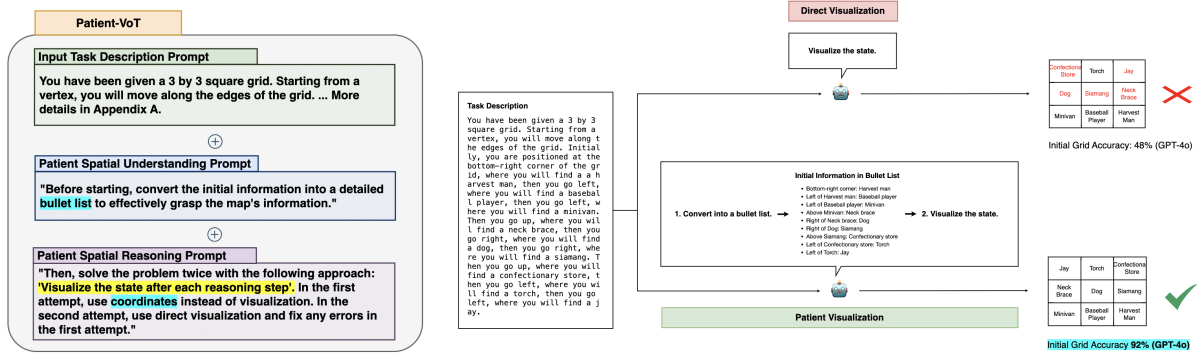 Patient-VoT
Input Task Description Prompt
You have been given a 3 by 3 square grid. Starting from a
vertex, you will move along the edges of the grid. ... More
details in Appendix A.
Patient Spatial Understanding Prompt
"Before starting, convert the initial information into a detailed
bullet list to effectively grasp the map's information."
Patient Spatial Reasoning Prompt
"Then, solve the problem twice with the following approach:
'Visualize the state after each reasoning step'. In the first
attempt, use coordinates instead of visualization. In the
second attempt, use direct visualization and fix any errors in
the first attempt."
Task Description
You have been given a 3 by 3
square grid. Starting from a
vertex, you will move along t
he edges of the grid. Initial
ly, you are positioned at the
bottom-right corner of the gr
id, where you will find a a h
arvest man, then you go left,
where you will find a basebal
l player, then you go left, w
here you will find a minivan.
Then you go up, where you wil
l find a neck brace, then you
go right, where you will find
a dog, then you go right, whe
re you will find a siamang. T
hen you go up, where you will
find a confectionary store, t
hen you go left, where you wi
ll find a torch, then you go
left, where you will find a j
ay.
Direct Visualization
Visualize the state.
Confectiona Store
Torch
Jay
Dog
Siamang
Neck Brace
Minivan
Baseball Player
Harvest Man
Initial Grid Accuracy: 48% (GPT-4o)
1. Convert into a bullet list.
Initial Information in Bullet List
• Bottom-right corner: Harvest man
• Left of Harvest man: Baseball player
• Left of Baseball player: Minivan
• Above Minivan: Neck brace
• Right of Neck brace: Dog
• Right of Dog: Siamang
• Above Siamang: Confectionary store
• Left of Confectionary store: Torch
• Left of Torch: Jay
2. Visualize the state.
Patient Visualization
Jay
Torch
Confectiona Store
Neck Brace
Dog
Siamang
Minivan
Baseball Player
Harvest Man
Initial Grid Accuracy 92% (GPT-4o)